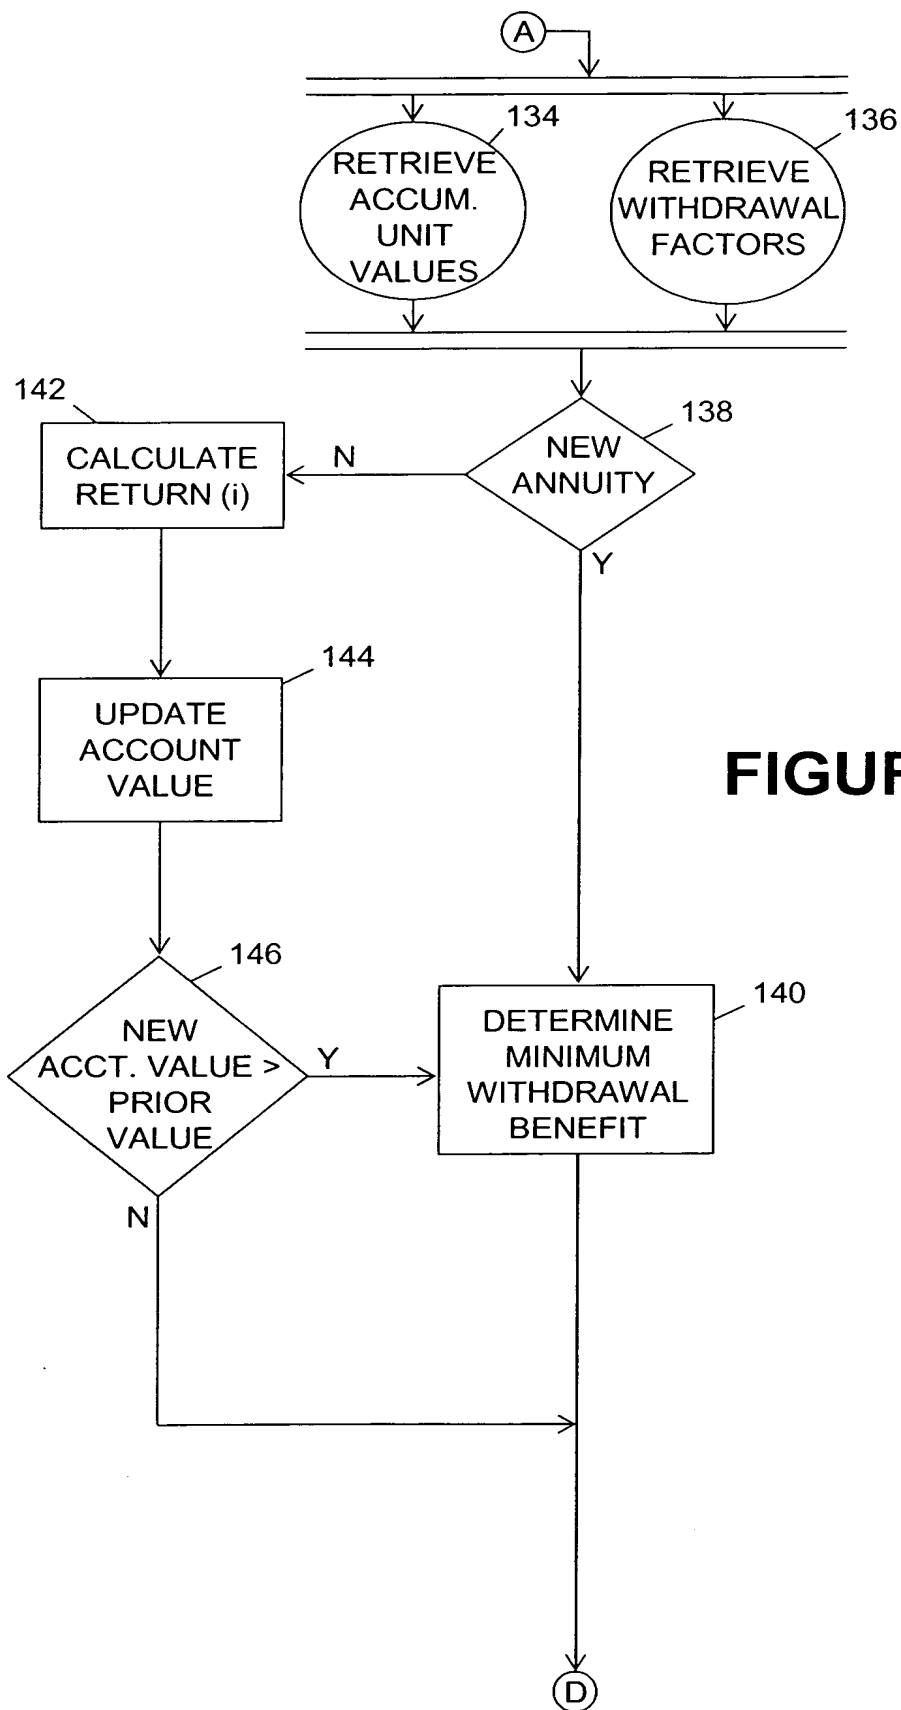 A
134
RETRIEVE
ACCUM.
UNIT
VALUES
136
RETRIEVE
WITHDRAWAL
FACTORS
138
NEW
ANNUITY
N
Y
142
CALCULATE
RETURN (i)
144
UPDATE
ACCOUNT
VALUE
146
NEW
ACCT. VALUE >
PRIOR
VALUE
Y
N
140
DETERMINE
MINIMUM
WITHDRAWAL
BENEFIT
D